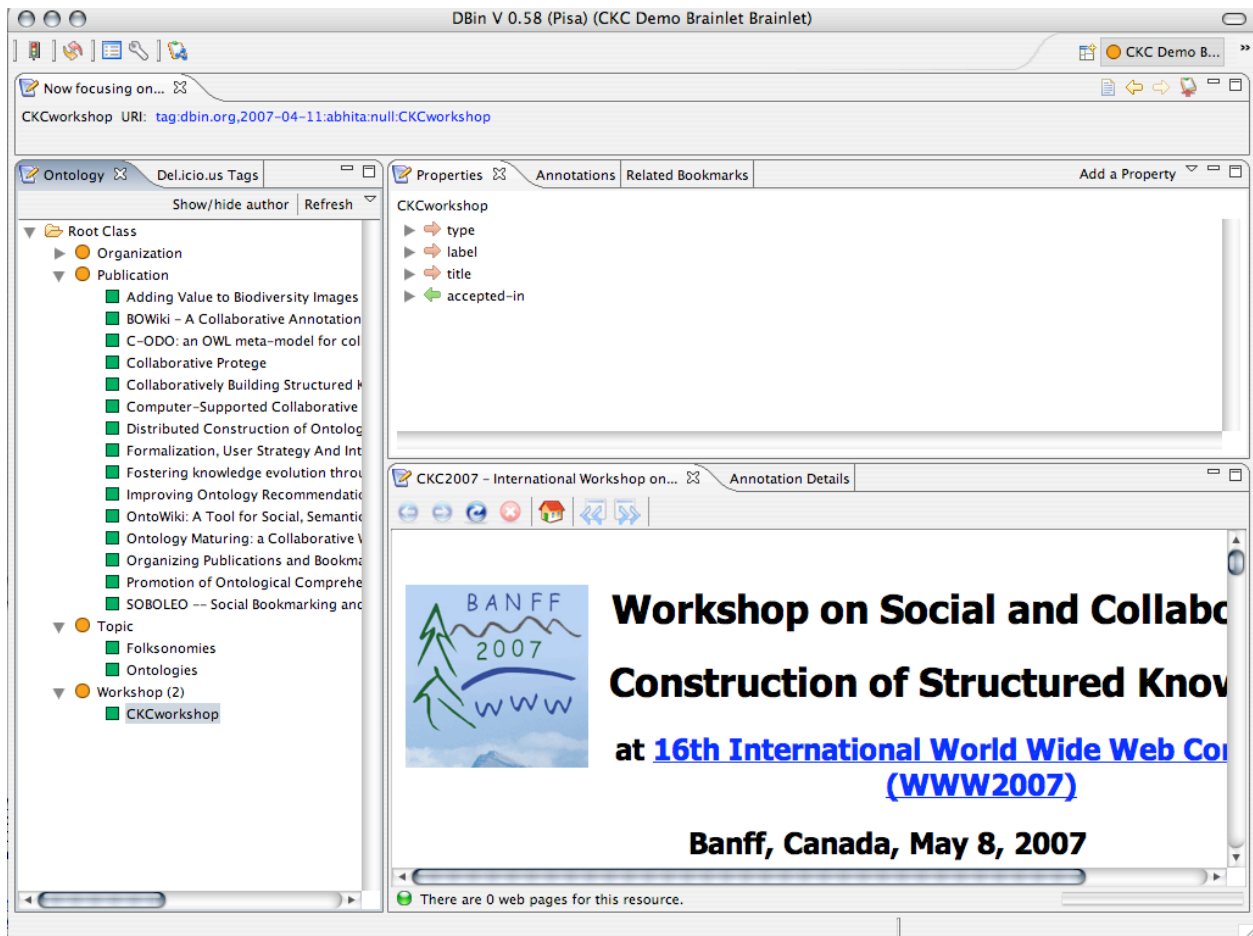 DBin V 0.58 (Pisa) (CKC Demo Brainlet Brainlet)
CKC Demo B... »
Now focusing on...
CKCworkshop URI: tag:dbin.org,2007-04-11:abhita:null:CKCworkshop
Ontology Del.icio.us Tags
Show/hide author Refresh
Root Class
Organization
Publication
Adding Value to Biodiversity Images
BOWiki - A Collaborative Annotation
C-ODO: an OWL meta-model for col
Collaborative Protege
Collaboratively Building Structured
Computer-Supported Collaborative
Distributed Construction of Ontolog
Formalization, User Strategy And Int
Fostering knowledge evolution throu
Improving Ontology Recommendatio
OntoWiki: A Tool for Social, Semantic
Ontology Maturing: a Collaborative
Organizing Publications and Bookma
Promotion of Ontological Comprehe
SOBOLEO -- Social Bookmarking and
Topic
Folksonomies
Ontologies
Workshop (2)
CKCworkshop
Properties Annotations Related Bookmarks Add a Property
CKCworkshop
type
label
title
accepted-in
CKC2007 - International Workshop on... Annotation Details
BANFF
2007
WWW
Workshop on Social and Collabo
Construction of Structured Know
at 16th International World Wide Web Con
(WWW2007)
Banff, Canada, May 8, 2007
There are 0 web pages for this resource.